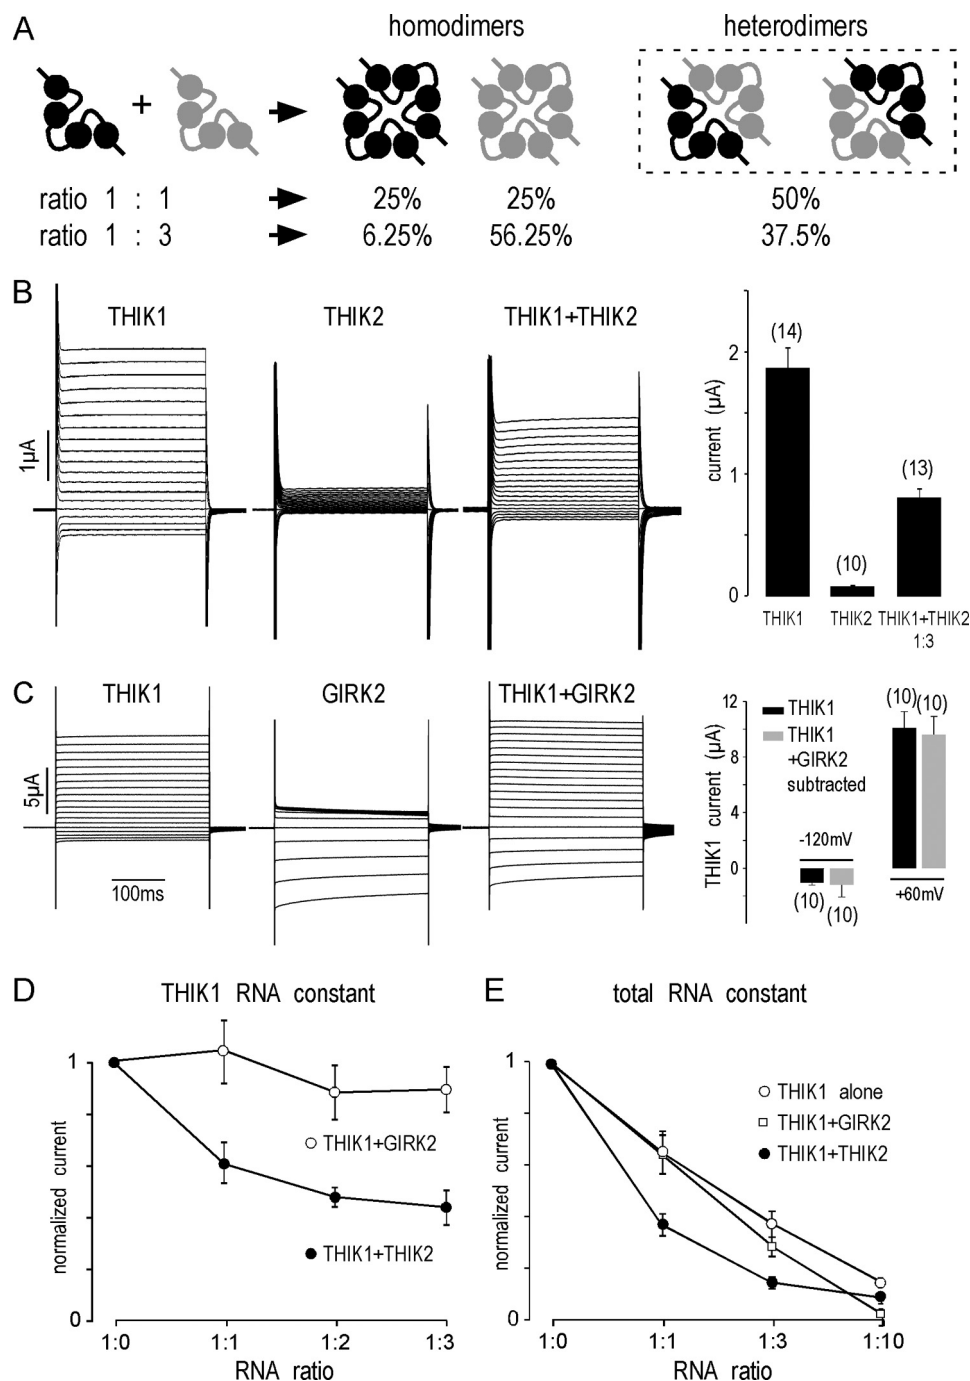 A
homodimers
heterodimers
+
ratio 1 : 1
25%
25%
50%
ratio 1 : 3
6.25%
56.25%
37.5%
B
THIK1
THIK2
THIK1+THIK2
1µA
current (µA)
2
1
0
(14)
(10)
(13)
THIK1
THIK2
THIK1+THIK2
1:3
C
THIK1
GIRK2
THIK1+GIRK2
5µA
100ms
THIK1 current (µA)
12
8
4
0
THIK1
THIK1
+GIRK2
subtracted
(10)
(10)
-120mV
(10)
(10)
+60mV
D
THIK1 RNA constant
normalized current
1
0
THIK1+GIRK2
THIK1+THIK2
1:0
1:1
1:2
1:3
RNA ratio
E
total RNA constant
normalized current
1
0
THIK1 alone
THIK1+GIRK2
THIK1+THIK2
1:0
1:1
1:3
1:10
RNA ratio